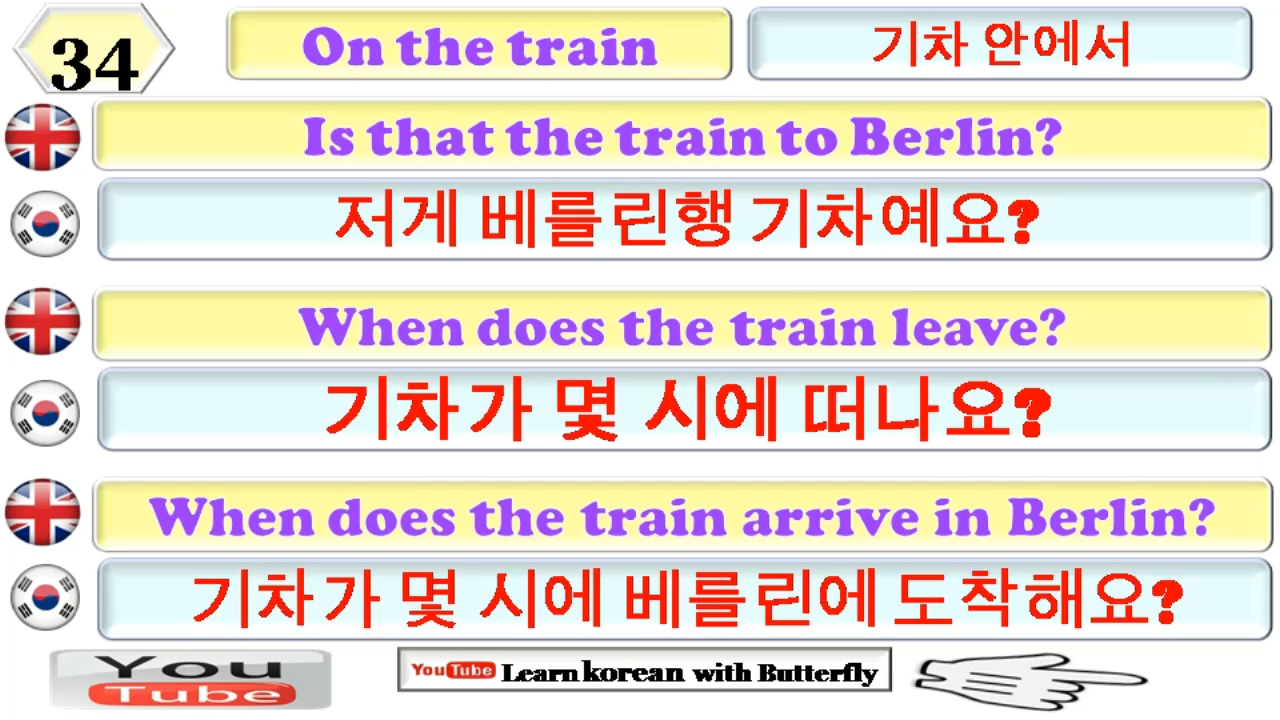 34
On the train
기차 안에서
Is that the train to Berlin?
저게 베를린행 기차예요?
When does the train leave?
기차가 몇 시에 떠나요?
When does the train arrive in Berlin?
기차가 몇 시에 베를린에 도착해요?
You Tube
YouTube Learn korean with Butterfly